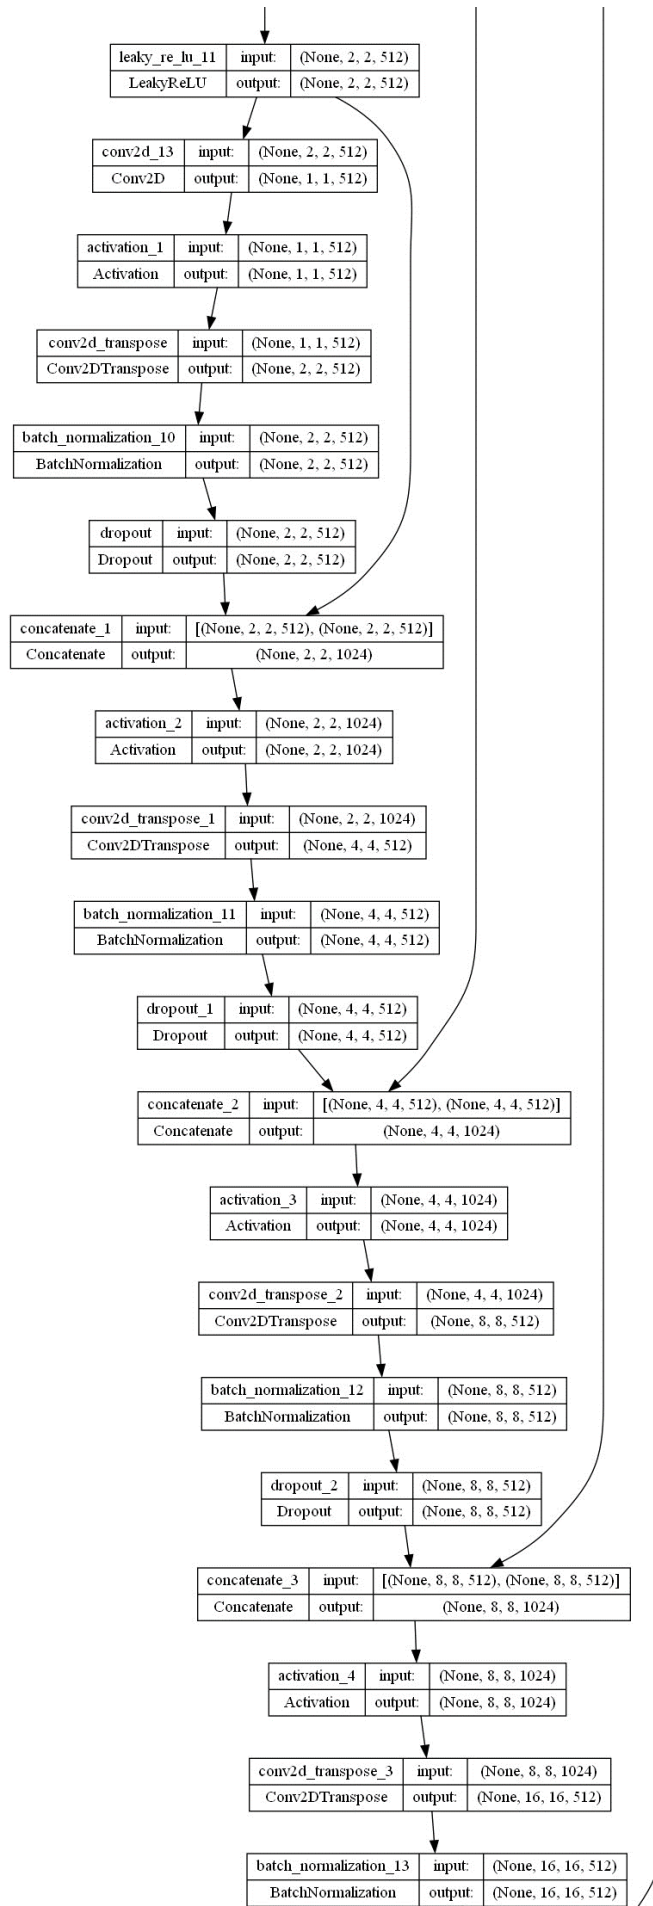 leaky_re_lu_11 input: (None, 2, 2, 512)
LeakyReLU output: (None, 2, 2, 512)
conv2d_13 input: (None, 2, 2, 512)
Conv2D output: (None, 1, 1, 512)
activation_1 input: (None, 1, 1, 512)
Activation output: (None, 1, 1, 512)
conv2d_transpose input: (None, 1, 1, 512)
Conv2DTranspose output: (None, 2, 2, 512)
batch_normalization_10 input: (None, 2, 2, 512)
BatchNormalization output: (None, 2, 2, 512)
dropout input: (None, 2, 2, 512)
Dropout output: (None, 2, 2, 512)
concatenate_1 input: [(None, 2, 2, 512), (None, 2, 2, 512)]
Concatenate output: (None, 2, 2, 1024)
activation_2 input: (None, 2, 2, 1024)
Activation output: (None, 2, 2, 1024)
conv2d_transpose_1 input: (None, 2, 2, 1024)
Conv2DTranspose output: (None, 4, 4, 512)
batch_normalization_11 input: (None, 4, 4, 512)
BatchNormalization output: (None, 4, 4, 512)
dropout_1 input: (None, 4, 4, 512)
Dropout output: (None, 4, 4, 512)
concatenate_2 input: [(None, 4, 4, 512), (None, 4, 4, 512)]
Concatenate output: (None, 4, 4, 1024)
activation_3 input: (None, 4, 4, 1024)
Activation output: (None, 4, 4, 1024)
conv2d_transpose_2 input: (None, 4, 4, 1024)
Conv2DTranspose output: (None, 8, 8, 512)
batch_normalization_12 input: (None, 8, 8, 512)
BatchNormalization output: (None, 8, 8, 512)
dropout_2 input: (None, 8, 8, 512)
Dropout output: (None, 8, 8, 512)
concatenate_3 input: [(None, 8, 8, 512), (None, 8, 8, 512)]
Concatenate output: (None, 8, 8, 1024)
activation_4 input: (None, 8, 8, 1024)
Activation output: (None, 8, 8, 1024)
conv2d_transpose_3 input: (None, 8, 8, 1024)
Conv2DTranspose output: (None, 16, 16, 512)
batch_normalization_13 input: (None, 16, 16, 512)
BatchNormalization output: (None, 16, 16, 512)